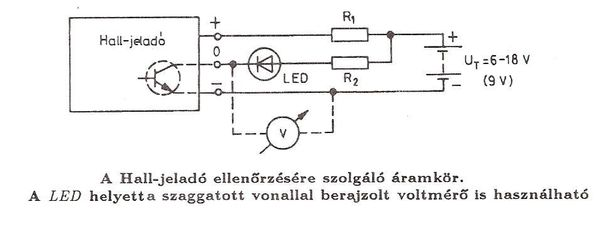 Hall-jeladó
+
0
−
LED
R₁
R₂
+
−
U_T=6-18 V
(9 V)
V
A Hall-jeladó ellenőrzésére szolgáló áramkör.
A LED helyett a szaggatott vonallal berajzolt voltmérő is használható